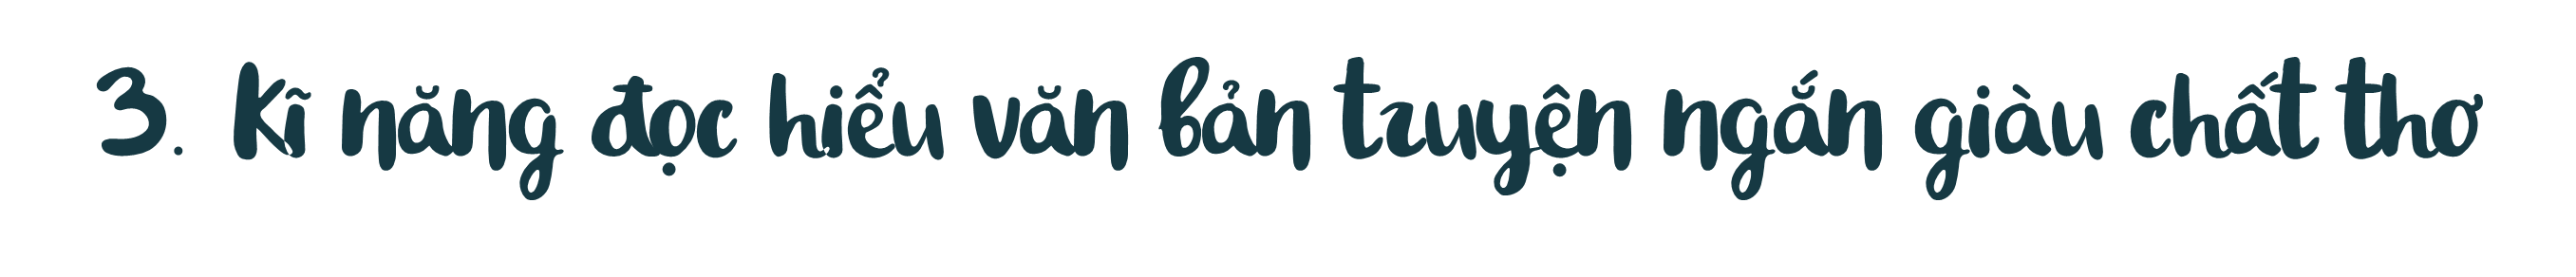 3. Kĩ năng đọc hiểu văn bản truyện ngắn giàu chất thơ